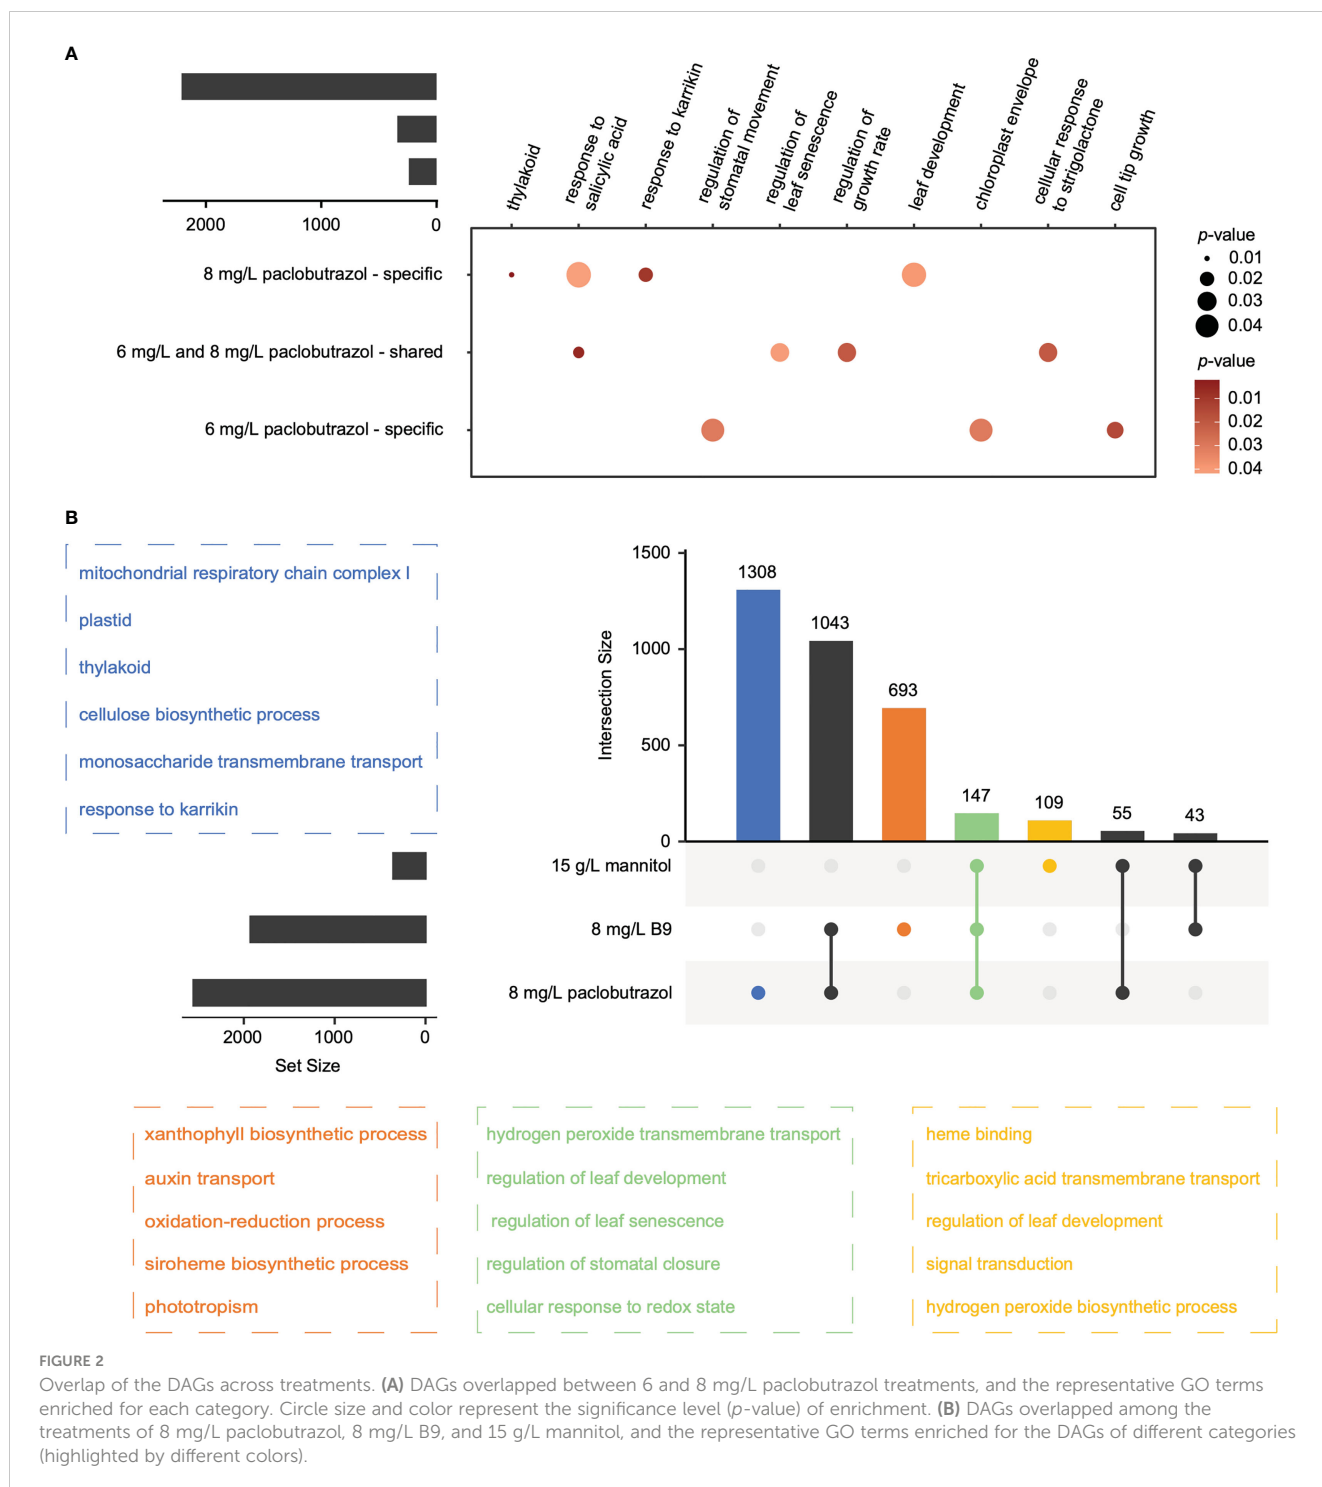 A
thylakoid
response to
salicylic acid
response to karrikin
regulation of
stomatal movement
regulation of
leaf senescence
regulation of
growth rate
leaf development
chloroplast envelope
cellular response
to strigolactone
cell tip growth
2000 1000 0
8 mg/L paclobutrazol - specific
6 mg/L and 8 mg/L paclobutrazol - shared
6 mg/L paclobutrazol - specific
p-value
0.01
0.02
0.03
0.04
p-value
0.01
0.02
0.03
0.04
B
mitochondrial respiratory chain complex I
plastid
thylakoid
cellulose biosynthetic process
monosaccharide transmembrane transport
response to karrikin
Intersection Size
1500
1000
500
0
1308
1043
693
147
109
55
43
15 g/L mannitol
8 mg/L B9
8 mg/L paclobutrazol
2000 1000 0
Set Size
xanthophyll biosynthetic process
auxin transport
oxidation-reduction process
siroheme biosynthetic process
phototropism
hydrogen peroxide transmembrane transport
regulation of leaf development
regulation of leaf senescence
regulation of stomatal closure
cellular response to redox state
heme binding
tricarboxylic acid transmembrane transport
regulation of leaf development
signal transduction
hydrogen peroxide biosynthetic process
FIGURE 2
Overlap of the DAGs across treatments. (A) DAGs overlapped between 6 and 8 mg/L paclobutrazol treatments, and the representative GO terms
enriched for each category. Circle size and color represent the significance level (p-value) of enrichment. (B) DAGs overlapped among the
treatments of 8 mg/L paclobutrazol, 8 mg/L B9, and 15 g/L mannitol, and the representative GO terms enriched for the DAGs of different categories
(highlighted by different colors).